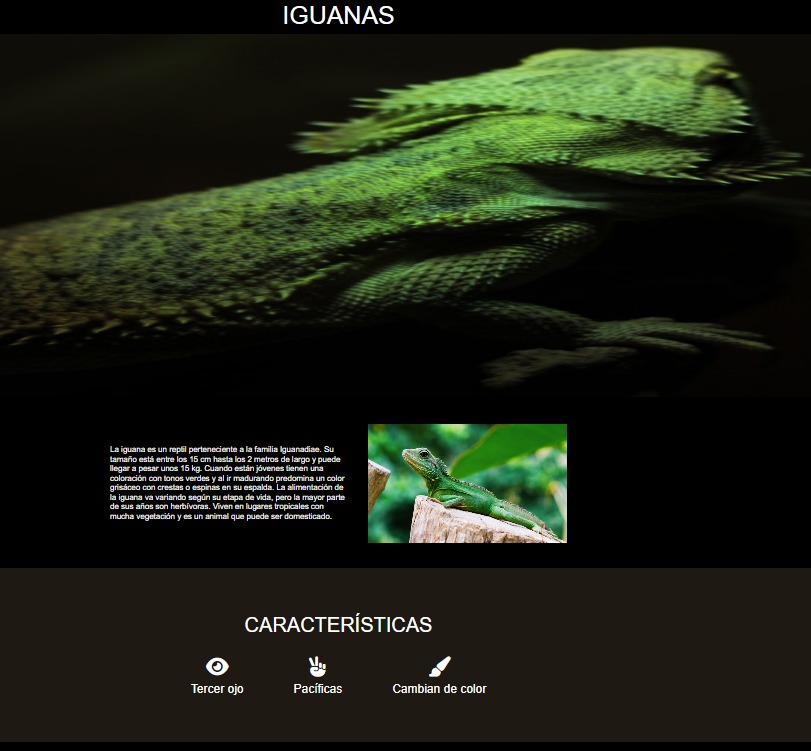 IGUANAS
La iguana es un reptil perteneciente a la familia Iguanadiae. Su
tamaño está entre los 15 cm hasta los 2 metros de largo y puede
llegar a pesar unos 15 kg. Cuando están jóvenes tienen una
coloración con tonos verdes y al ir madurando predomina un color
grisáceo con crestas o espinas en su espalda. La alimentación de
la iguana va variando según su etapa de vida, pero la mayor parte
de sus años son herbívoras. Viven en lugares tropicales con
mucha vegetación y es un animal que puede ser domesticado.
CARACTERÍSTICAS
Tercer ojo
Pacíficas
Cambian de color